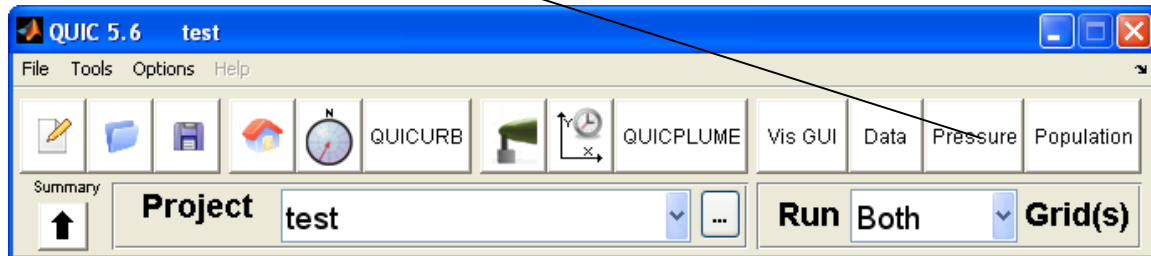 QUIC 5.6 test
File Tools Options Help
N
QUICURB Y X QUICPLUME Vis GUI Data Pressure Population
Summary
Project test ... Run Both Grid(s)